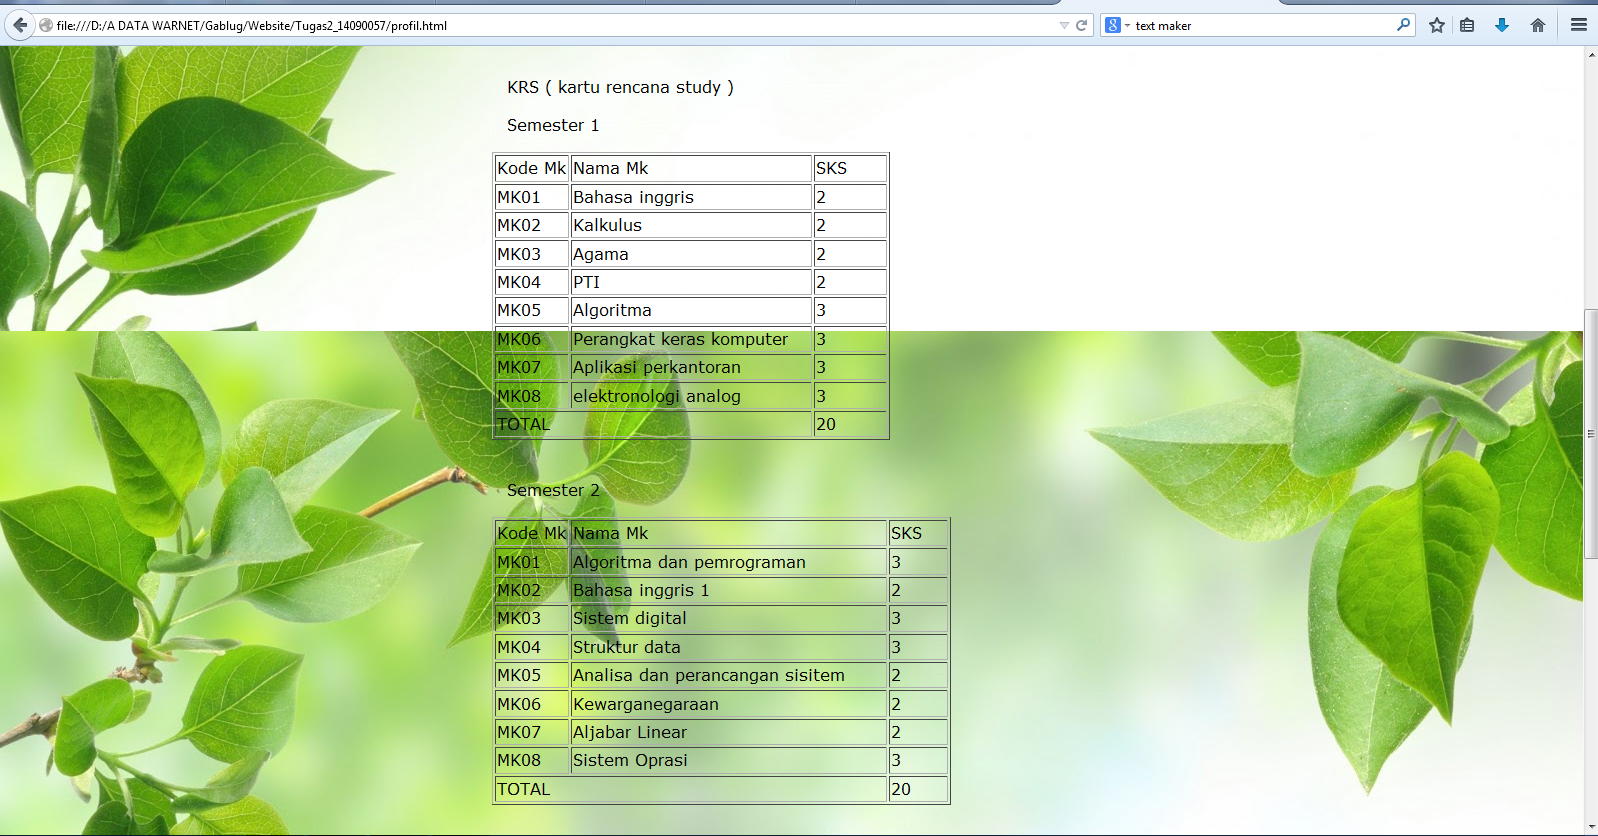 file:///D:/A DATA WARNET/Gablug/Website/Tugas2_14090057/profil.html
8 text maker
KRS ( kartu rencana study )
Semester 1
Kode Mk Nama Mk SKS
MK01 Bahasa inggris 2
MK02 Kalkulus 2
MK03 Agama 2
MK04 PTI 2
MK05 Algoritma 3
MK06 Perangkat keras komputer 3
MK07 Aplikasi perkantoran 3
MK08 elektronologi analog 3
TOTAL 20
Semester 2
Kode Mk Nama Mk SKS
MK01 Algoritma dan pemrograman 3
MK02 Bahasa inggris 1 2
MK03 Sistem digital 3
MK04 Struktur data 3
MK05 Analisa dan perancangan sisitem 2
MK06 Kewarganegaraan 2
MK07 Aljabar Linear 2
MK08 Sistem Oprasi 3
TOTAL 20